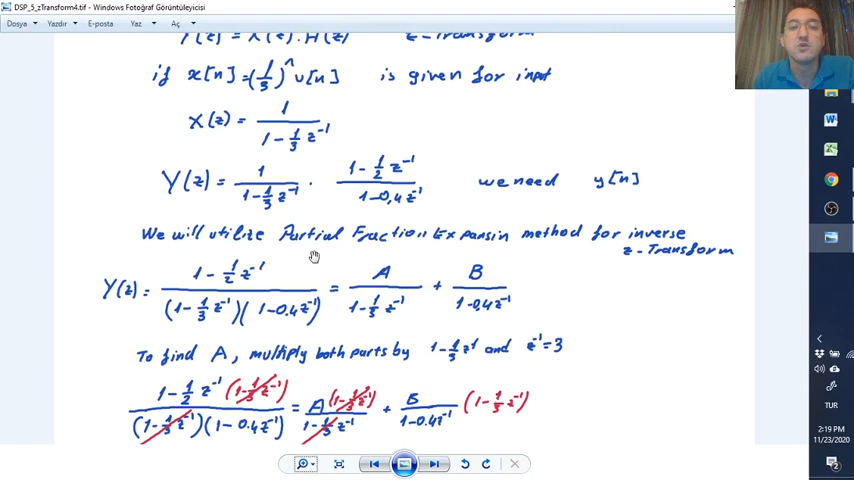 DSP_5_zTransform4.tif - Windows Fotoğraf Görüntüleyicisi
Dosya Yazdır E-posta Yaz Aç
Y(z) = X(z) . H(z) z-Transform
if x[n] = (1/3)^n u[n] is given for input
X(z) = 1 / (1 - 1/3 z^-1)
Y(z) = 1 / (1 - 1/3 z^-1) . (1 - 1/2 z^-1) / (1 - 0,4 z^-1) we need y[n]
We will utilize Partial Fraction Expansin method for inverse
z-Transform
Y(z) = (1 - 1/2 z^-1) / ((1 - 1/3 z^-1)(1 - 0.4 z^-1)) = A / (1 - 1/3 z^-1) + B / (1 - 0,4 z^-1)
To find A, multiply both parts by 1 - 1/3 z^1 and z^-1 = 3
1 - 1/2 z^-1 (1 - 1/3 z^-1) / ((1 - 1/3 z^-1)(1 - 0.4 z^-1)) = A (1 - 1/3 z^-1) / (1 - 1/3 z^-1) + B / (1 - 0.4 z^-1) (1 - 1/3 z^-1)
TUR
2:19 PM
11/23/2020
2